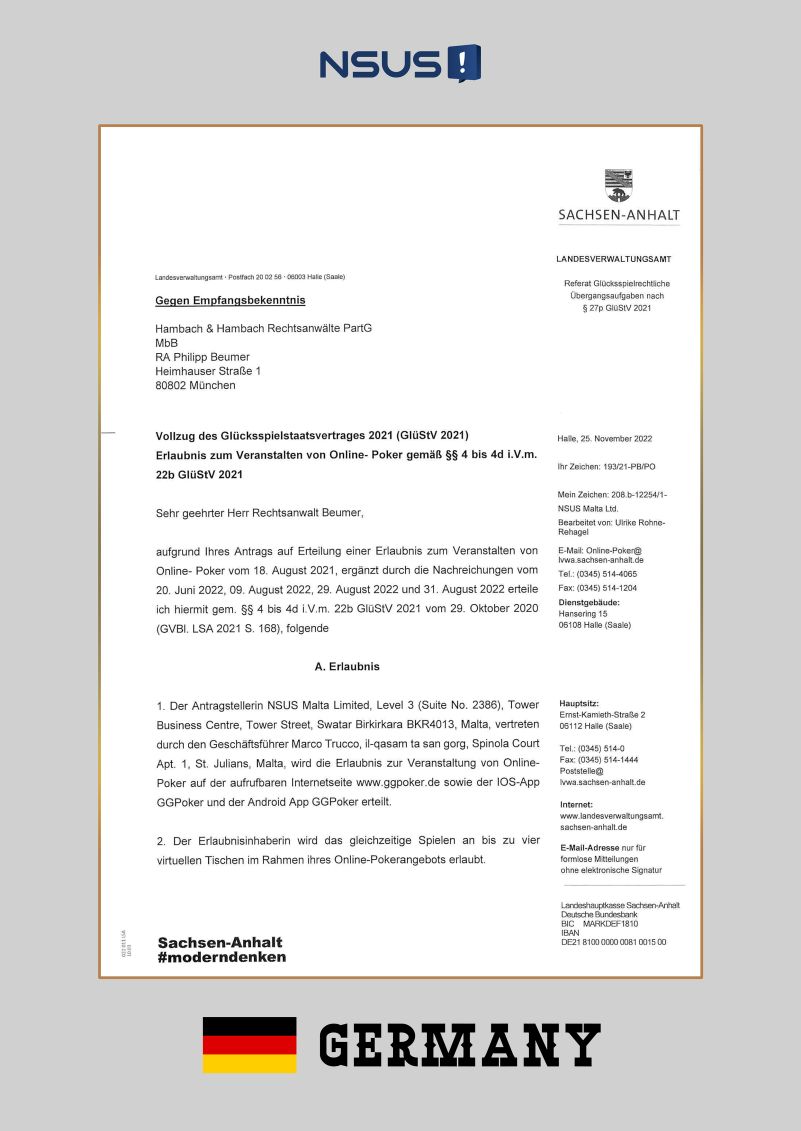 NSUS!
SACHSEN-ANHALT
LANDESVERWALTUNGSAMT
Referat Glücksspielrechtliche
Übergangsaufgaben nach
§ 27p GlüStV 2021
Landesverwaltungsamt · Postfach 20 02 56 · 06003 Halle (Saale)
Gegen Empfangsbekenntnis
Hambach & Hambach Rechtsanwälte PartG
MbB
RA Philipp Beumer
Heimhauser Straße 1
80802 München
Vollzug des Glücksspielstaatsvertrages 2021 (GlüStV 2021)
Erlaubnis zum Veranstalten von Online- Poker gemäß §§ 4 bis 4d i.V.m.
22b GlüStV 2021
Sehr geehrter Herr Rechtsanwalt Beumer,
aufgrund Ihres Antrags auf Erteilung einer Erlaubnis zum Veranstalten von
Online- Poker vom 18. August 2021, ergänzt durch die Nachreichungen vom
20. Juni 2022, 09. August 2022, 29. August 2022 und 31. August 2022 erteile
ich hiermit gem. §§ 4 bis 4d i.V.m. 22b GlüStV 2021 vom 29. Oktober 2020
(GVBl. LSA 2021 S. 168), folgende
A. Erlaubnis
1. Der Antragstellerin NSUS Malta Limited, Level 3 (Suite No. 2386), Tower
Business Centre, Tower Street, Swatar Birkirkara BKR4013, Malta, vertreten
durch den Geschäftsführer Marco Trucco, il-qasam ta san gorg, Spinola Court
Apt. 1, St. Julians, Malta, wird die Erlaubnis zur Veranstaltung von Online-
Poker auf der aufrufbaren Internetseite www.ggpoker.de sowie der IOS-App
GGPoker und der Android App GGPoker erteilt.
2. Der Erlaubnisinhaberin wird das gleichzeitige Spielen an bis zu vier
virtuellen Tischen im Rahmen ihres Online-Pokerangebots erlaubt.
Halle, 25. November 2022
Ihr Zeichen: 193/21-PB/PO
Mein Zeichen: 208.b-12254/1-
NSUS Malta Ltd.
Bearbeitet von: Ulrike Rohne-
Rehagel
E-Mail: Online-Poker@
lvwa.sachsen-anhalt.de
Tel.: (0345) 514-4065
Fax: (0345) 514-1204
Dienstgebäude:
Hansering 15
06108 Halle (Saale)
Hauptsitz:
Ernst-Kamieth-Straße 2
06112 Halle (Saale)
Tel.: (0345) 514-0
Fax: (0345) 514-1444
Poststelle@
lvwa.sachsen-anhalt.de
Internet:
www.landesverwaltungsamt.
sachsen-anhalt.de
E-Mail-Adresse nur für
formlose Mitteilungen
ohne elektronische Signatur
Landeshauptkasse Sachsen-Anhalt
Deutsche Bundesbank
BIC MARKDEF1810
IBAN
DE21 8100 0000 0081 0015 00
Sachsen-Anhalt
#moderndenken
GERMANY